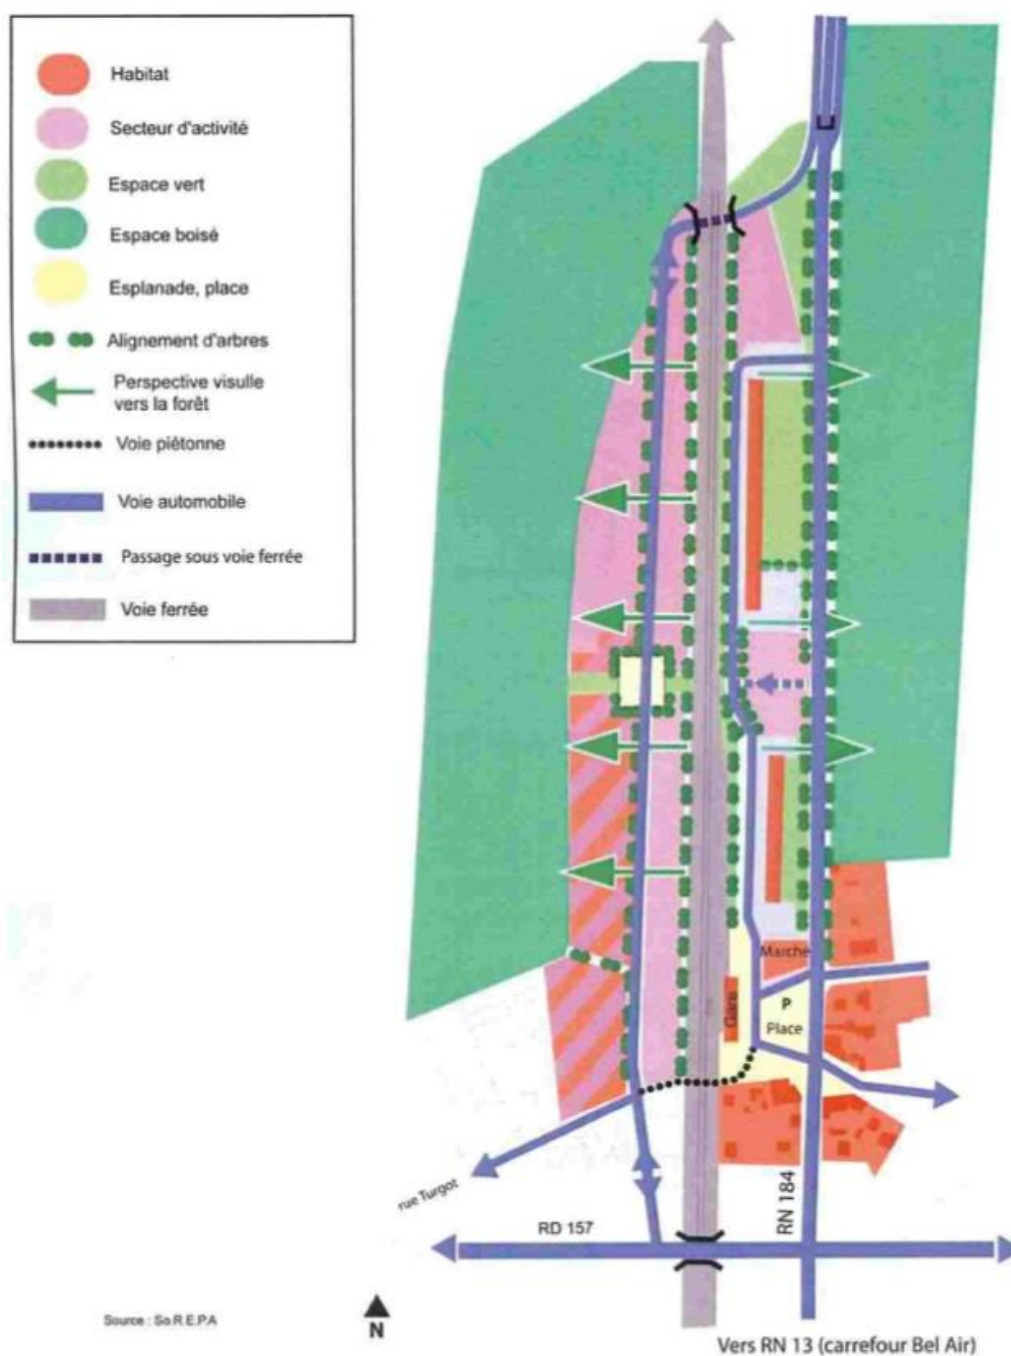 Habitat
Secteur d'activité
Espace vert
Espace boisé
Esplanade, place
Alignement d'arbres
Perspective visulle
vers la forêt
Voie piétonne
Voie automobile
Passage sous voie ferrée
Voie ferrée
Marché
Gare
P
Place
rue Turgot
RN 184
RD 157
Source : So.R.E.P.A
N
Vers RN 13 (carrefour Bel Air)